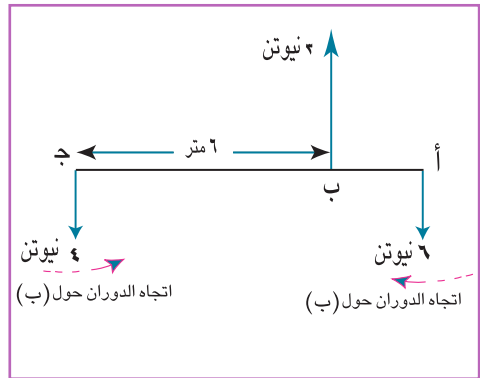 ٢ نيوتن
٦ متر
أ
ب
ج
٦ نيوتن
٤ نيوتن
اتجاه الدوران حول (ب)
اتجاه الدوران حول (ب)